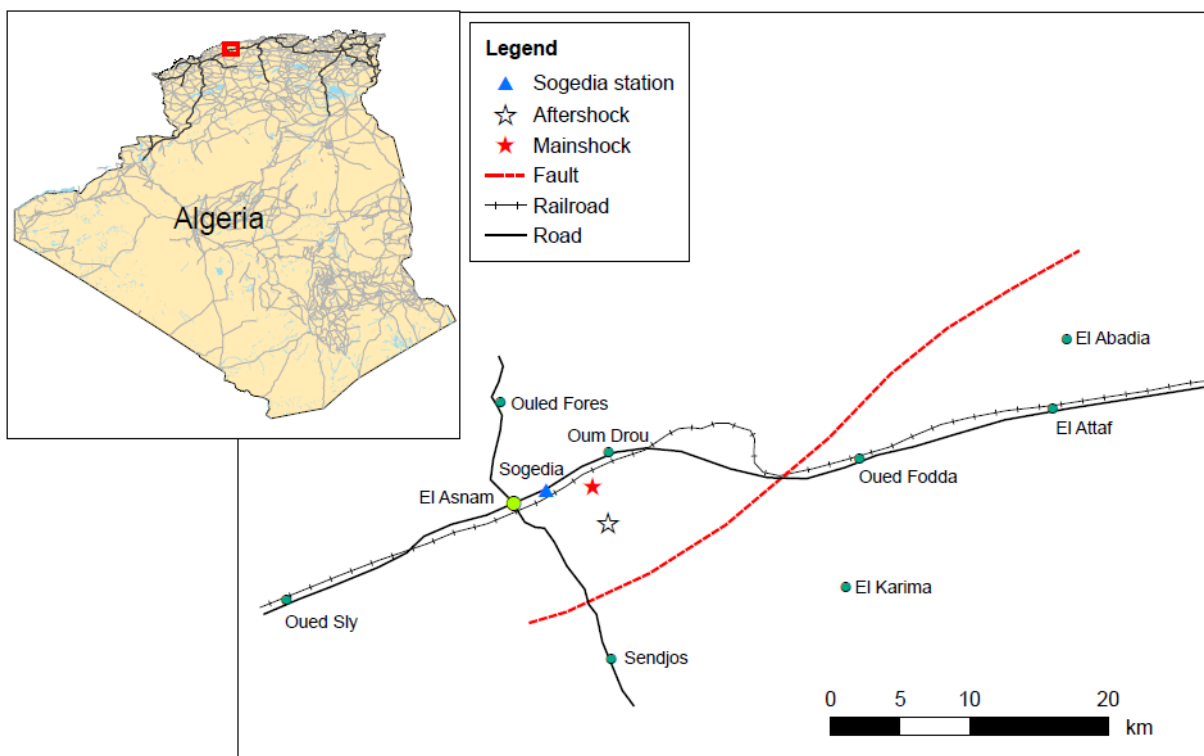 Algeria
Legend
Sogedia station
Aftershock
Mainshock
Fault
Railroad
Road
El Abadia
Ouled Fores
El Attaf
Oum Drou
Oued Fodda
Sogedia
El Asnam
El Karima
Oued Sly
Sendjos
0 5 10 20
km